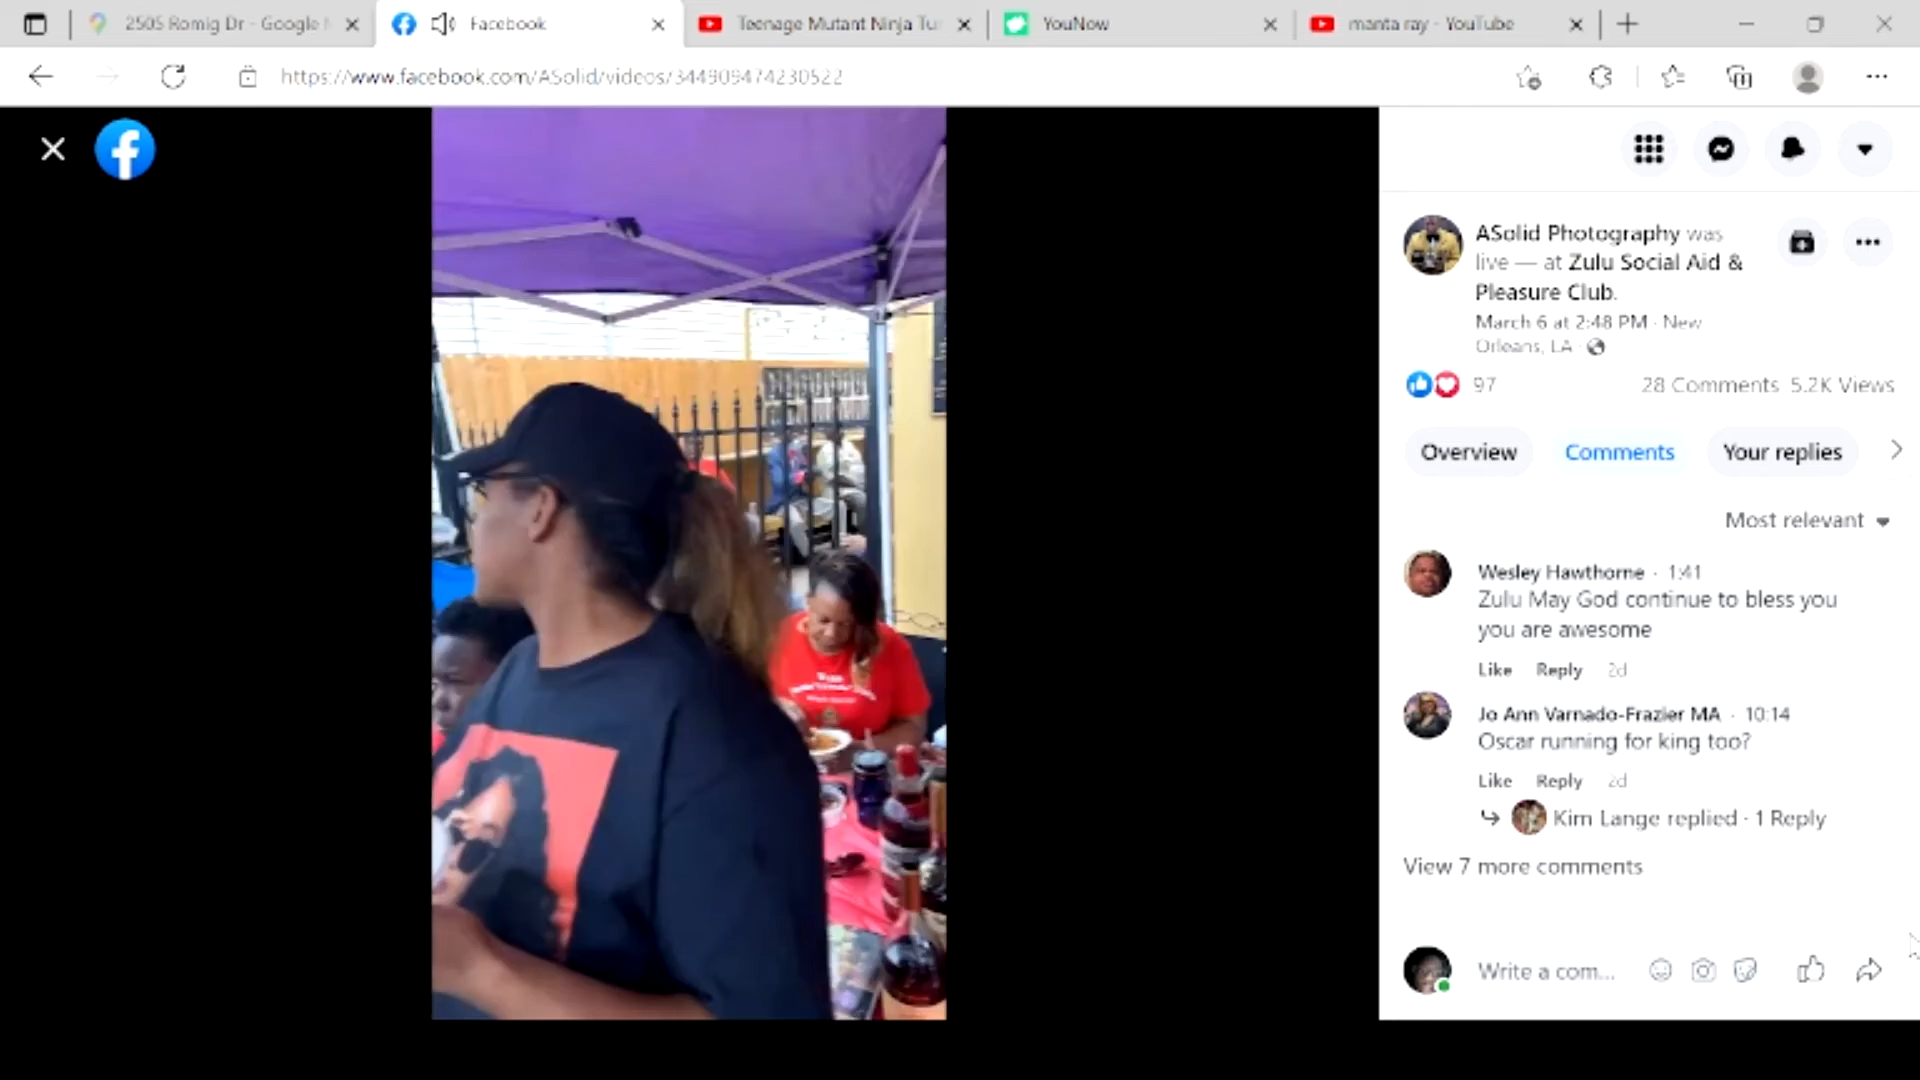 2505 Romig Dr - Google
Facebook
Teenage Mutant Ninja Tur
YouNow
manta ray - YouTube
https://www.facebook.com/ASolid/videos/344909474230522
ASolid Photography was
live — at Zulu Social Aid &
Pleasure Club.
March 6 at 2:48 PM · New
Orleans, LA ·
97
28 Comments 5.2K Views
Overview
Comments
Your replies
Most relevant
Wesley Hawthorne · 1:41
Zulu May God continue to bless you
you are awesome
Like Reply 2d
Jo Ann Varnado-Frazier MA · 10:14
Oscar running for king too?
Like Reply 2d
Kim Lange replied · 1 Reply
View 7 more comments
Write a com...